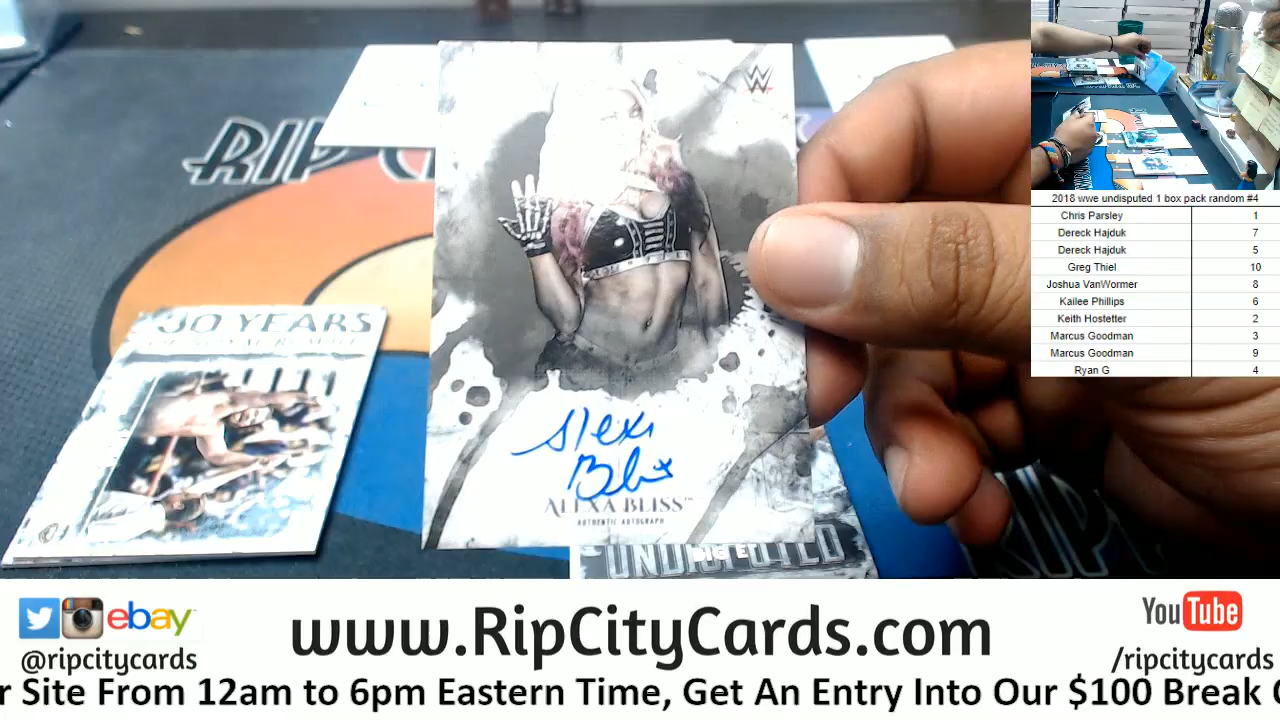 RIP C
W
30 YEARS
Alexa
Bliss
ALEXA BLISS™
AUTHENTIC AUTOGRAPH
BIG E
UNDISPUTED
RIP
2018 wwe undisputed 1 box pack random #4
Chris Parsley 1
Dereck Hajduk 7
Dereck Hajduk 5
Greg Thiel 10
Joshua VanWormer 8
Kailee Phillips 6
Keith Hostetter 2
Marcus Goodman 3
Marcus Goodman 9
Ryan G 4
ebay
@ripcitycards
www.RipCityCards.com
YouTube
/ripcitycards
r Site From 12am to 6pm Eastern Time, Get An Entry Into Our $100 Break